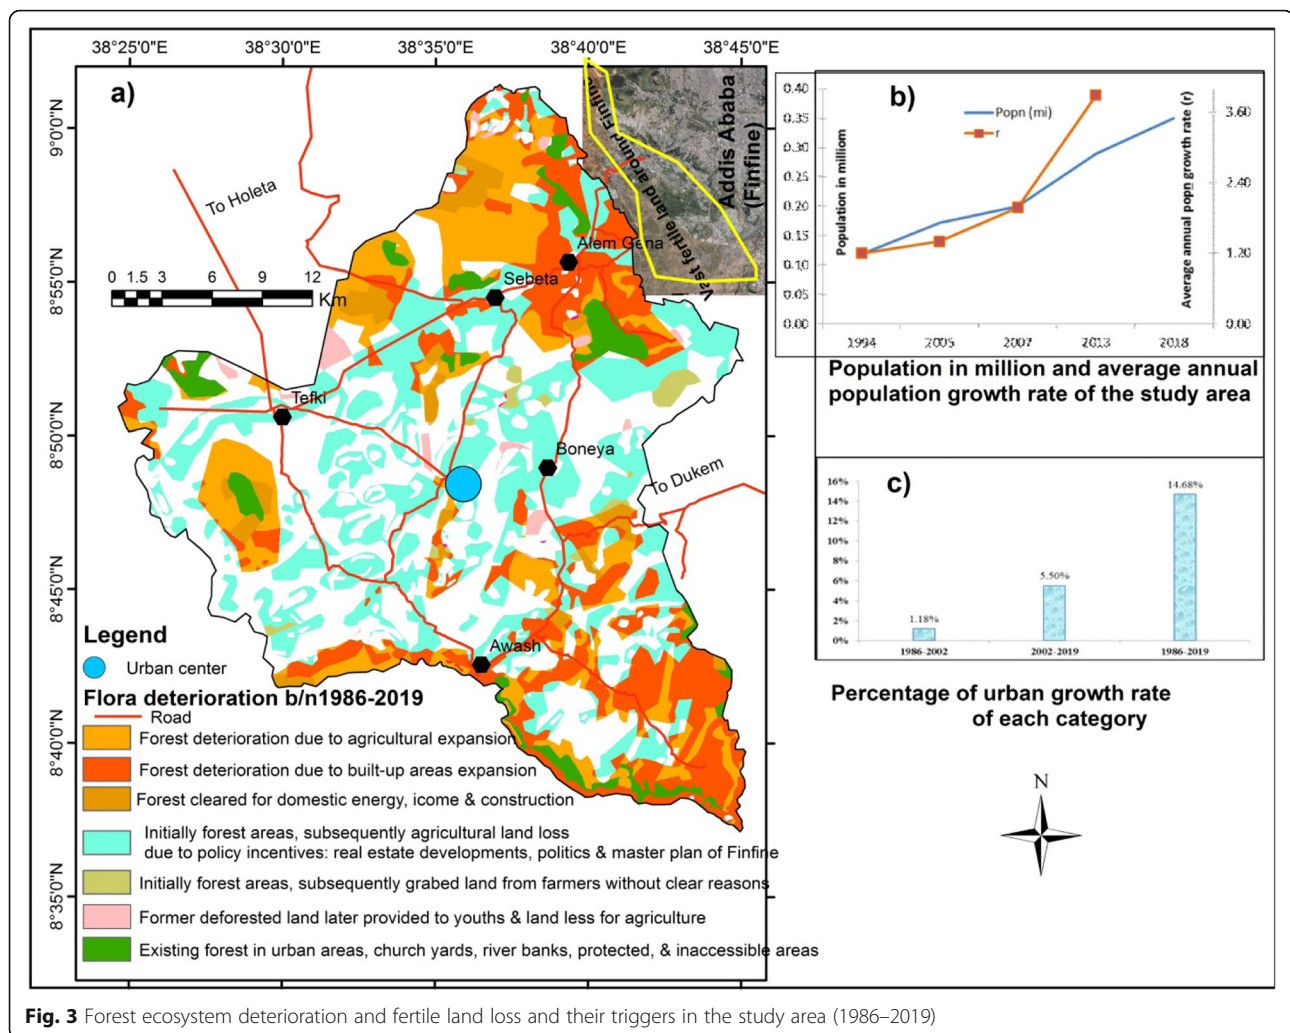 38°25'0"E 38°30'0"E 38°35'0"E 38°40'0"E 38°45'0"E
a)
9°0'0"N
8°55'0"N
8°50'0"N
8°45'0"N
8°40'0"N
8°35'0"N
To Holeta
0 1.5 3 6 9 12
Km
Addis Ababa
(Finfine)
Vast fertile land around Finfine
Alem Gena
Sebeta
Tefki
Boneya
To Dukem
Awash
Legend
Urban center
Flora deterioration b/n1986-2019
Road
Forest deterioration due to agricultural expansion
Forest deterioration due to built-up areas expansion
Forest cleared for domestic energy, icome & construction
Initially forest areas, subsequently agricultural land loss
due to policy incentives: real estate developments, politics & master plan of Finfine
Initially forest areas, subsequently grabed land from farmers without clear reasons
Former deforested land later provided to youths & land less for agriculture
Existing forest in urban areas, church yards, river banks, protected, & inaccessible areas
b)
Popn (mi)
r
0.40
0.35
0.30
0.25
0.20
0.15
0.10
0.05
0.00
Population in milliom
3.60
2.40
1.20
0.00
Average annual popn growth rate (r)
1994 2005 2007 2013 2018
Population in million and average annual
population growth rate of the study area
c)
16%
14%
12%
10%
8%
6%
4%
2%
0%
1.18%
5.50%
14.68%
1986-2002 2002-2019 1986-2019
Percentage of urban growth rate
of each category
N
Fig. 3 Forest ecosystem deterioration and fertile land loss and their triggers in the study area (1986–2019)